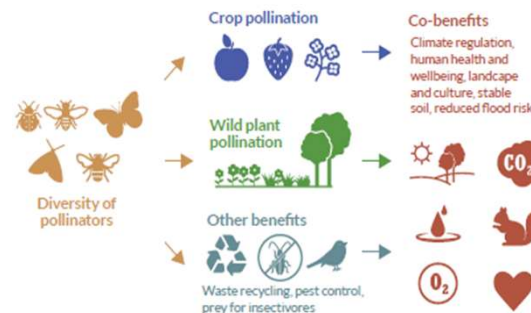 Crop pollination
Co-benefits
Climate regulation,
human health and
wellbeing, landcape
and culture, stable
soil, reduced flood risk
Wild plant
pollination
Diversity of
pollinators
Other benefits
Waste recycling, pest control,
prey for insectivores
CO2
O2